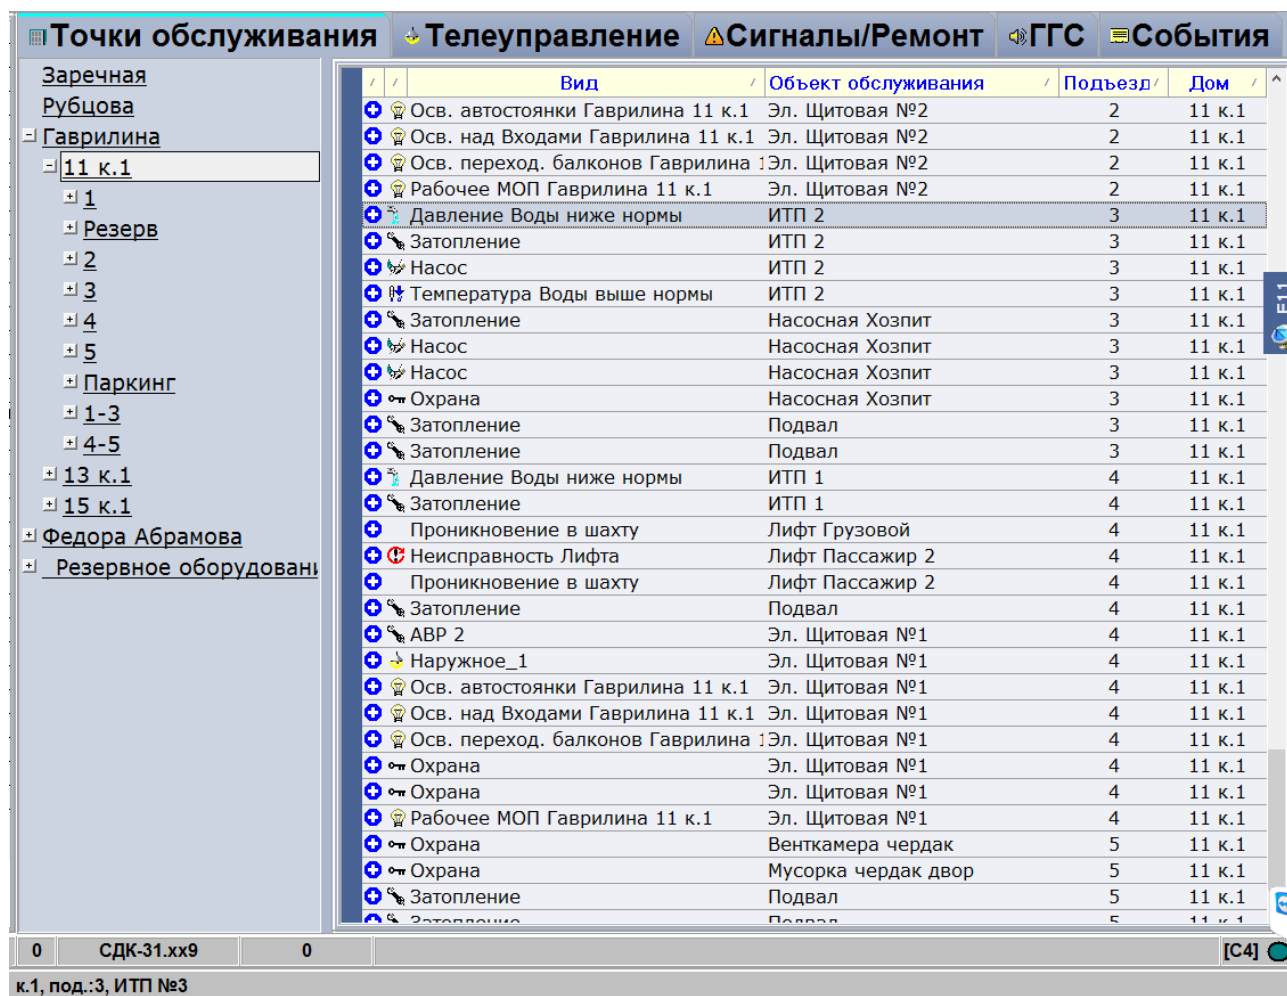 Точки обслуживания Телеуправление Сигналы/Ремонт ГГС События
Заречная
Рубцова
Гаврилина
11 к.1
1
Резерв
2
3
4
5
Паркинг
1-3
4-5
13 к.1
15 к.1
Федора Абрамова
Резервное оборудовани
Вид Объект обслуживания Подъезд Дом
Осв. автостоянки Гаврилина 11 к.1 Эл. Щитовая №2 2 11 к.1
Осв. над Входами Гаврилина 11 к.1 Эл. Щитовая №2 2 11 к.1
Осв. переход. балконов Гаврилина 1 Эл. Щитовая №2 2 11 к.1
Рабочее МОП Гаврилина 11 к.1 Эл. Щитовая №2 2 11 к.1
Давление Воды ниже нормы ИТП 2 3 11 к.1
Затопление ИТП 2 3 11 к.1
Насос ИТП 2 3 11 к.1
Температура Воды выше нормы ИТП 2 3 11 к.1
Затопление Насосная Хозпит 3 11 к.1
Насос Насосная Хозпит 3 11 к.1
Насос Насосная Хозпит 3 11 к.1
Охрана Насосная Хозпит 3 11 к.1
Затопление Подвал 3 11 к.1
Затопление Подвал 3 11 к.1
Давление Воды ниже нормы ИТП 1 4 11 к.1
Затопление ИТП 1 4 11 к.1
Проникновение в шахту Лифт Грузовой 4 11 к.1
Неисправность Лифта Лифт Пассажир 2 4 11 к.1
Проникновение в шахту Лифт Пассажир 2 4 11 к.1
Затопление Подвал 4 11 к.1
АВР 2 Эл. Щитовая №1 4 11 к.1
Наружное_1 Эл. Щитовая №1 4 11 к.1
Осв. автостоянки Гаврилина 11 к.1 Эл. Щитовая №1 4 11 к.1
Осв. над Входами Гаврилина 11 к.1 Эл. Щитовая №1 4 11 к.1
Осв. переход. балконов Гаврилина 1 Эл. Щитовая №1 4 11 к.1
Охрана Эл. Щитовая №1 4 11 к.1
Охрана Эл. Щитовая №1 4 11 к.1
Рабочее МОП Гаврилина 11 к.1 Эл. Щитовая №1 4 11 к.1
Охрана Венткамера чердак 5 11 к.1
Охрана Мусорка чердак двор 5 11 к.1
Затопление Подвал 5 11 к.1
Затопление Подвал 5 11 к.1
0 СДК-31.хх9 0 [C4]
к.1, под.:3, ИТП №3